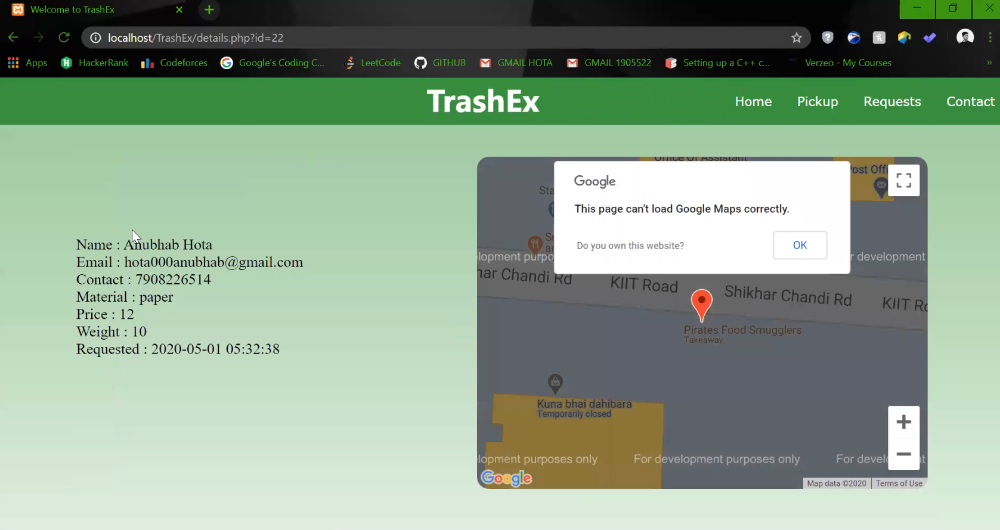 Welcome to TrashEx
localhost/TrashEx/details.php?id=22
Apps HackerRank Codeforces Google's Coding C... LeetCode GITHUB GMAIL HOTA GMAIL 1905522 Setting up a C++ c... Verzeo - My Courses »
TrashEx
Home Pickup Requests Contact
Name : Anubhab Hota
Email : hota000anubhab@gmail.com
Contact : 7908226514
Material : paper
Price : 12
Weight : 10
Requested : 2020-05-01 05:32:38
Office Of Assistant
Post Offi
Google
This page can't load Google Maps correctly.
Do you own this website?
OK
lopment purpo
r development
har Chandi Rd
KIIT Road
Shikhar Chandi Rd
KIIT Ro
Pirates Food Smugglers
Takeaway
Kuna bhai dahibara
Temporarily closed
lopment purposes only
For development purposes only
For devel
Google
Map data ©2020
Terms of Use